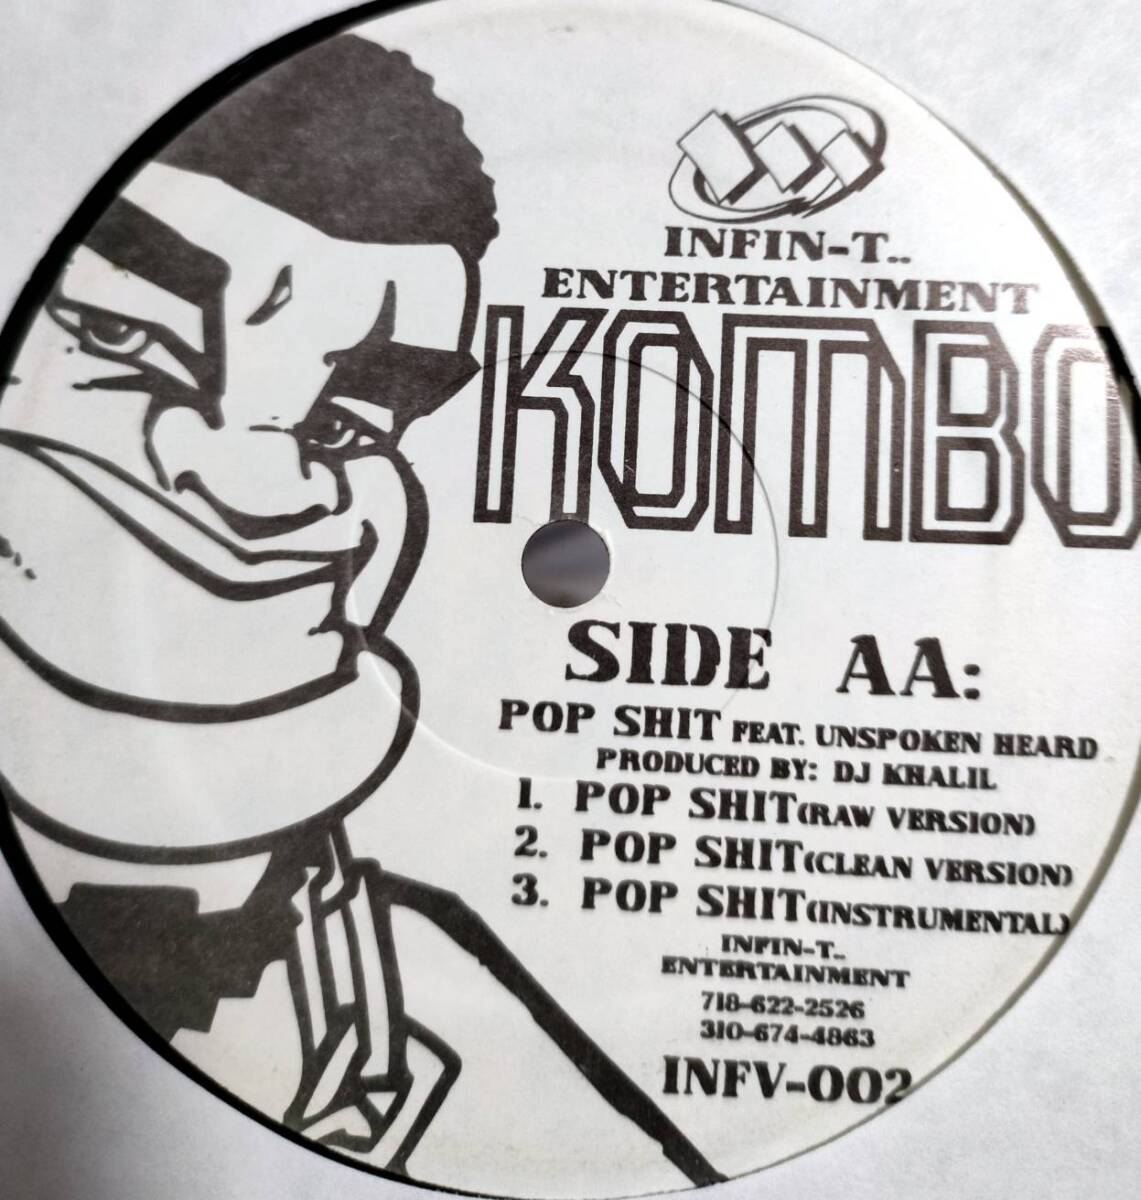 INFIN-T..
ENTERTAINMENT
KOMBO
SIDE AA:
POP SHIT FEAT. UNSPOKEN HEARD
PRODUCED BY: DJ KHALIL
1. POP SHIT(RAW VERSION)
2. POP SHIT(CLEAN VERSION)
3. POP SHIT(INSTRUMENTAL)
INFIN-T..
ENTERTAINMENT
718-622-2526
310-674-4863
INFV-002